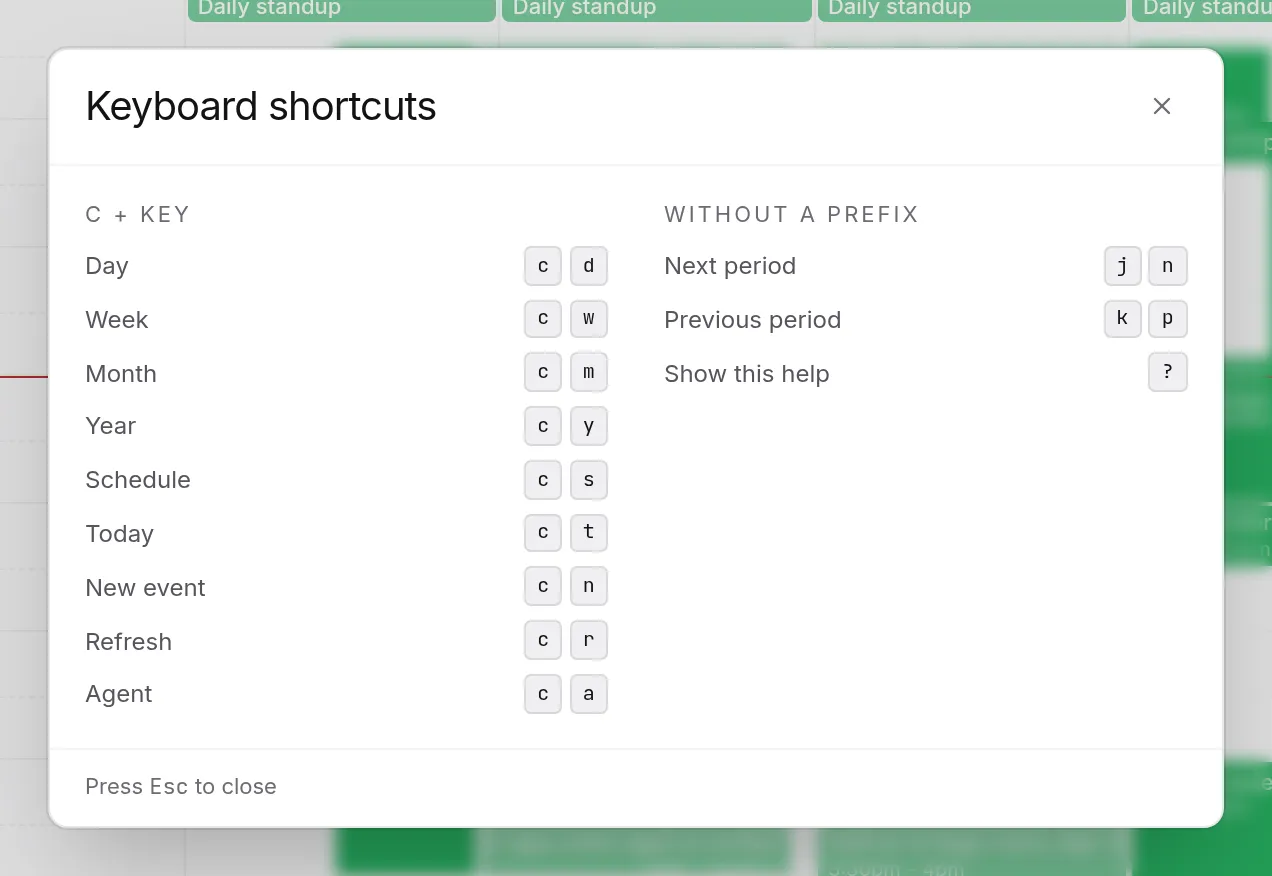 Daily standup Daily standup Daily standup Daily standu
Keyboard shortcuts
C + KEY
Day c d
Week c w
Month c m
Year c y
Schedule c s
Today c t
New event c n
Refresh c r
Agent c a
WITHOUT A PREFIX
Next period j n
Previous period k p
Show this help ?
Press Esc to close